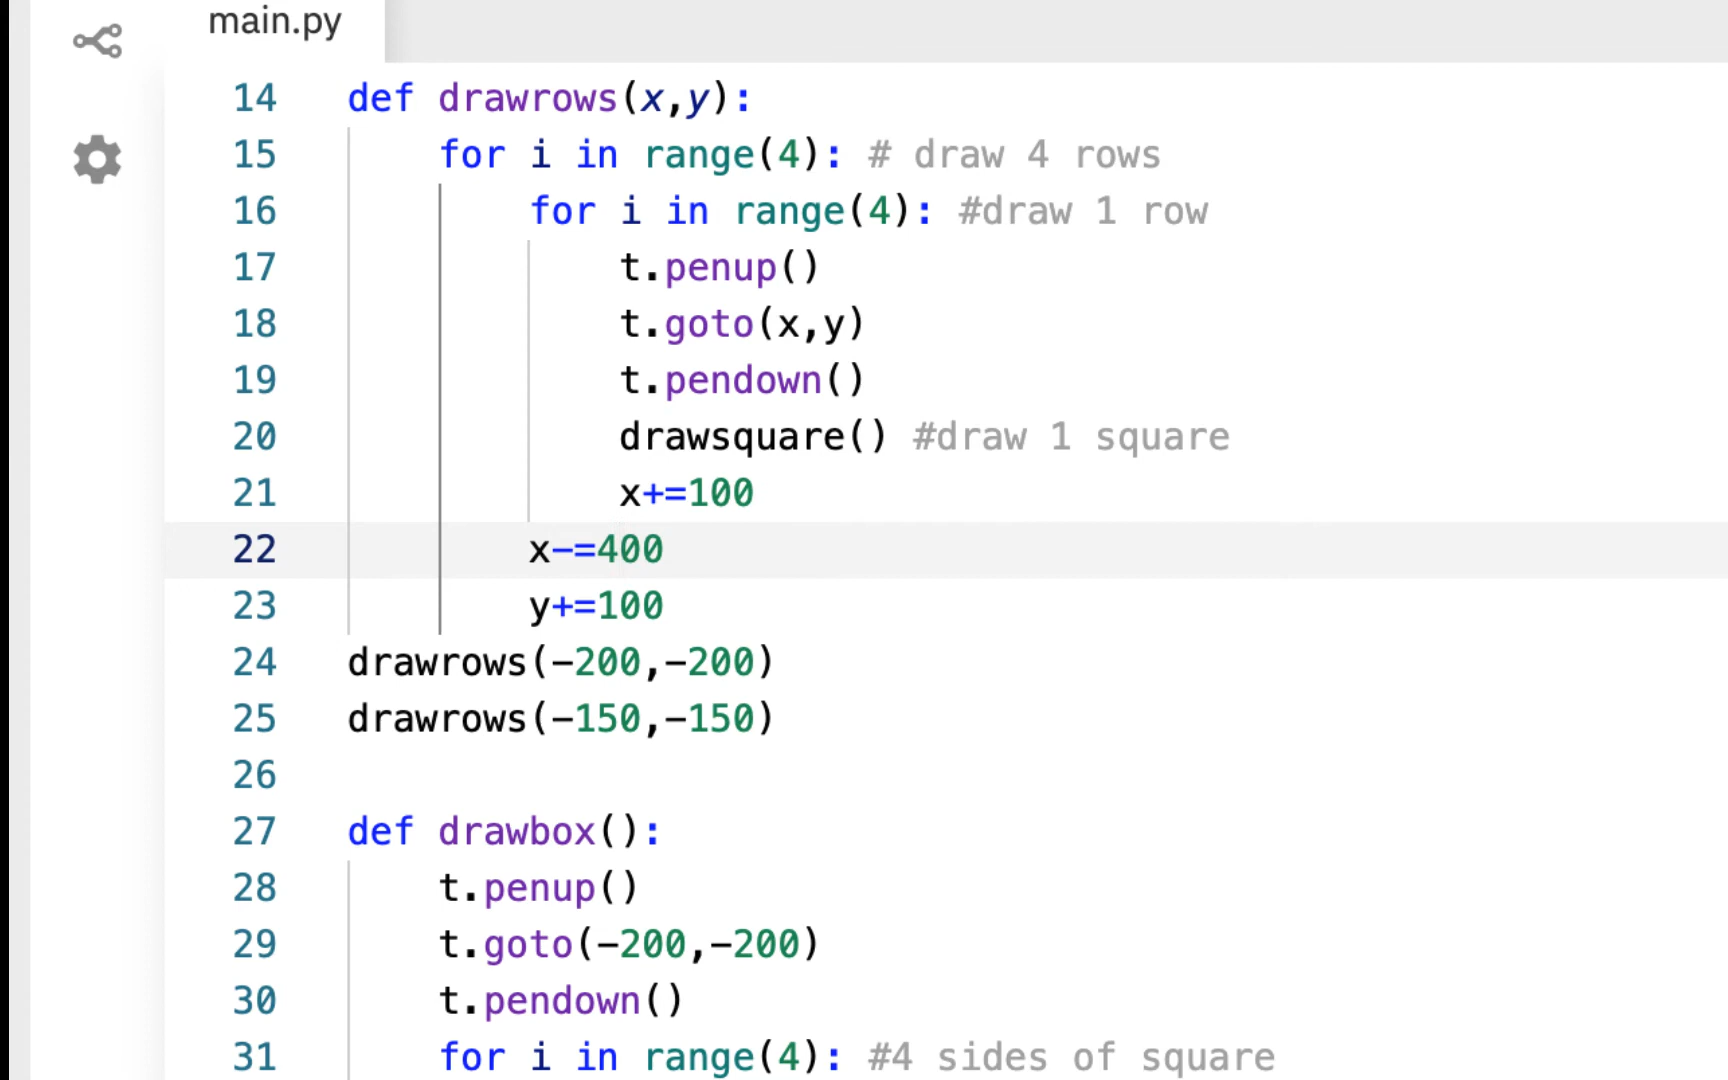 main.py
14 def drawrows(x,y):
15     for i in range(4): # draw 4 rows
16         for i in range(4): #draw 1 row
17             t.penup()
18             t.goto(x,y)
19             t.pendown()
20             drawsquare() #draw 1 square
21             x+=100
22         x-=400
23         y+=100
24 drawrows(-200,-200)
25 drawrows(-150,-150)
26
27 def drawbox():
28     t.penup()
29     t.goto(-200,-200)
30     t.pendown()
31     for i in range(4): #4 sides of square